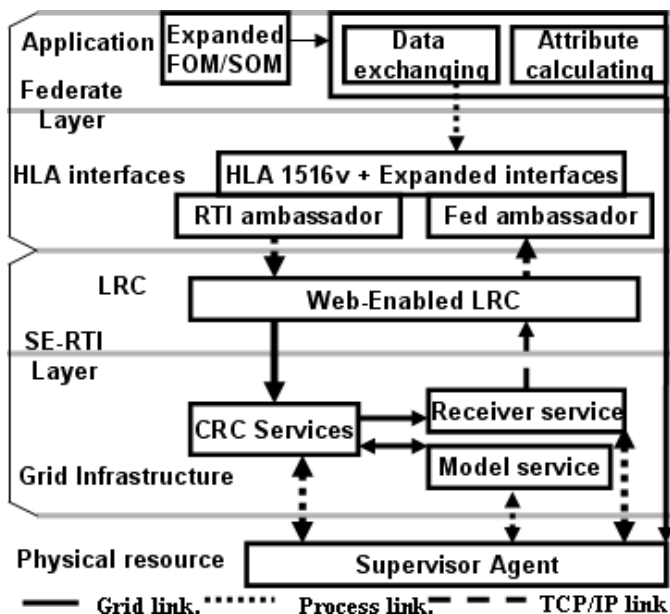 Application
Expanded
FOM/SOM
Data
exchanging
Attribute
calculating
Federate
Layer
HLA interfaces
HLA 1516v + Expanded interfaces
RTI ambassador
Fed ambassador
LRC
Web-Enabled LRC
SE-RTI
Layer
CRC Services
Receiver service
Model service
Grid Infrastructure
Physical resource
Supervisor Agent
Grid link.
Process link.
TCP/IP link